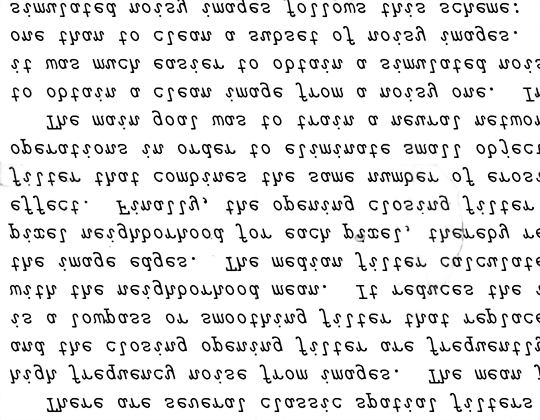 There are several classic spatial filters
high frequency noise from images. The mean f
and the closing opening filter are frequently
is a lowpass or smoothing filter that replace
with the neighborhood mean. It reduces the i
the image edges. The median filter calculate
pixel neighborhood for each pixel, thereby re
effect. Finally, the opening closing filter
filter that combines the same number of erosi
operations in order to eliminate small object
The main goal was to train a neural networ
to obtain a clean image from a noisy one. In
it was much easier to obtain a simulated nois
one than to clean a subset of noisy images.
simulated noisy images follows this scheme: